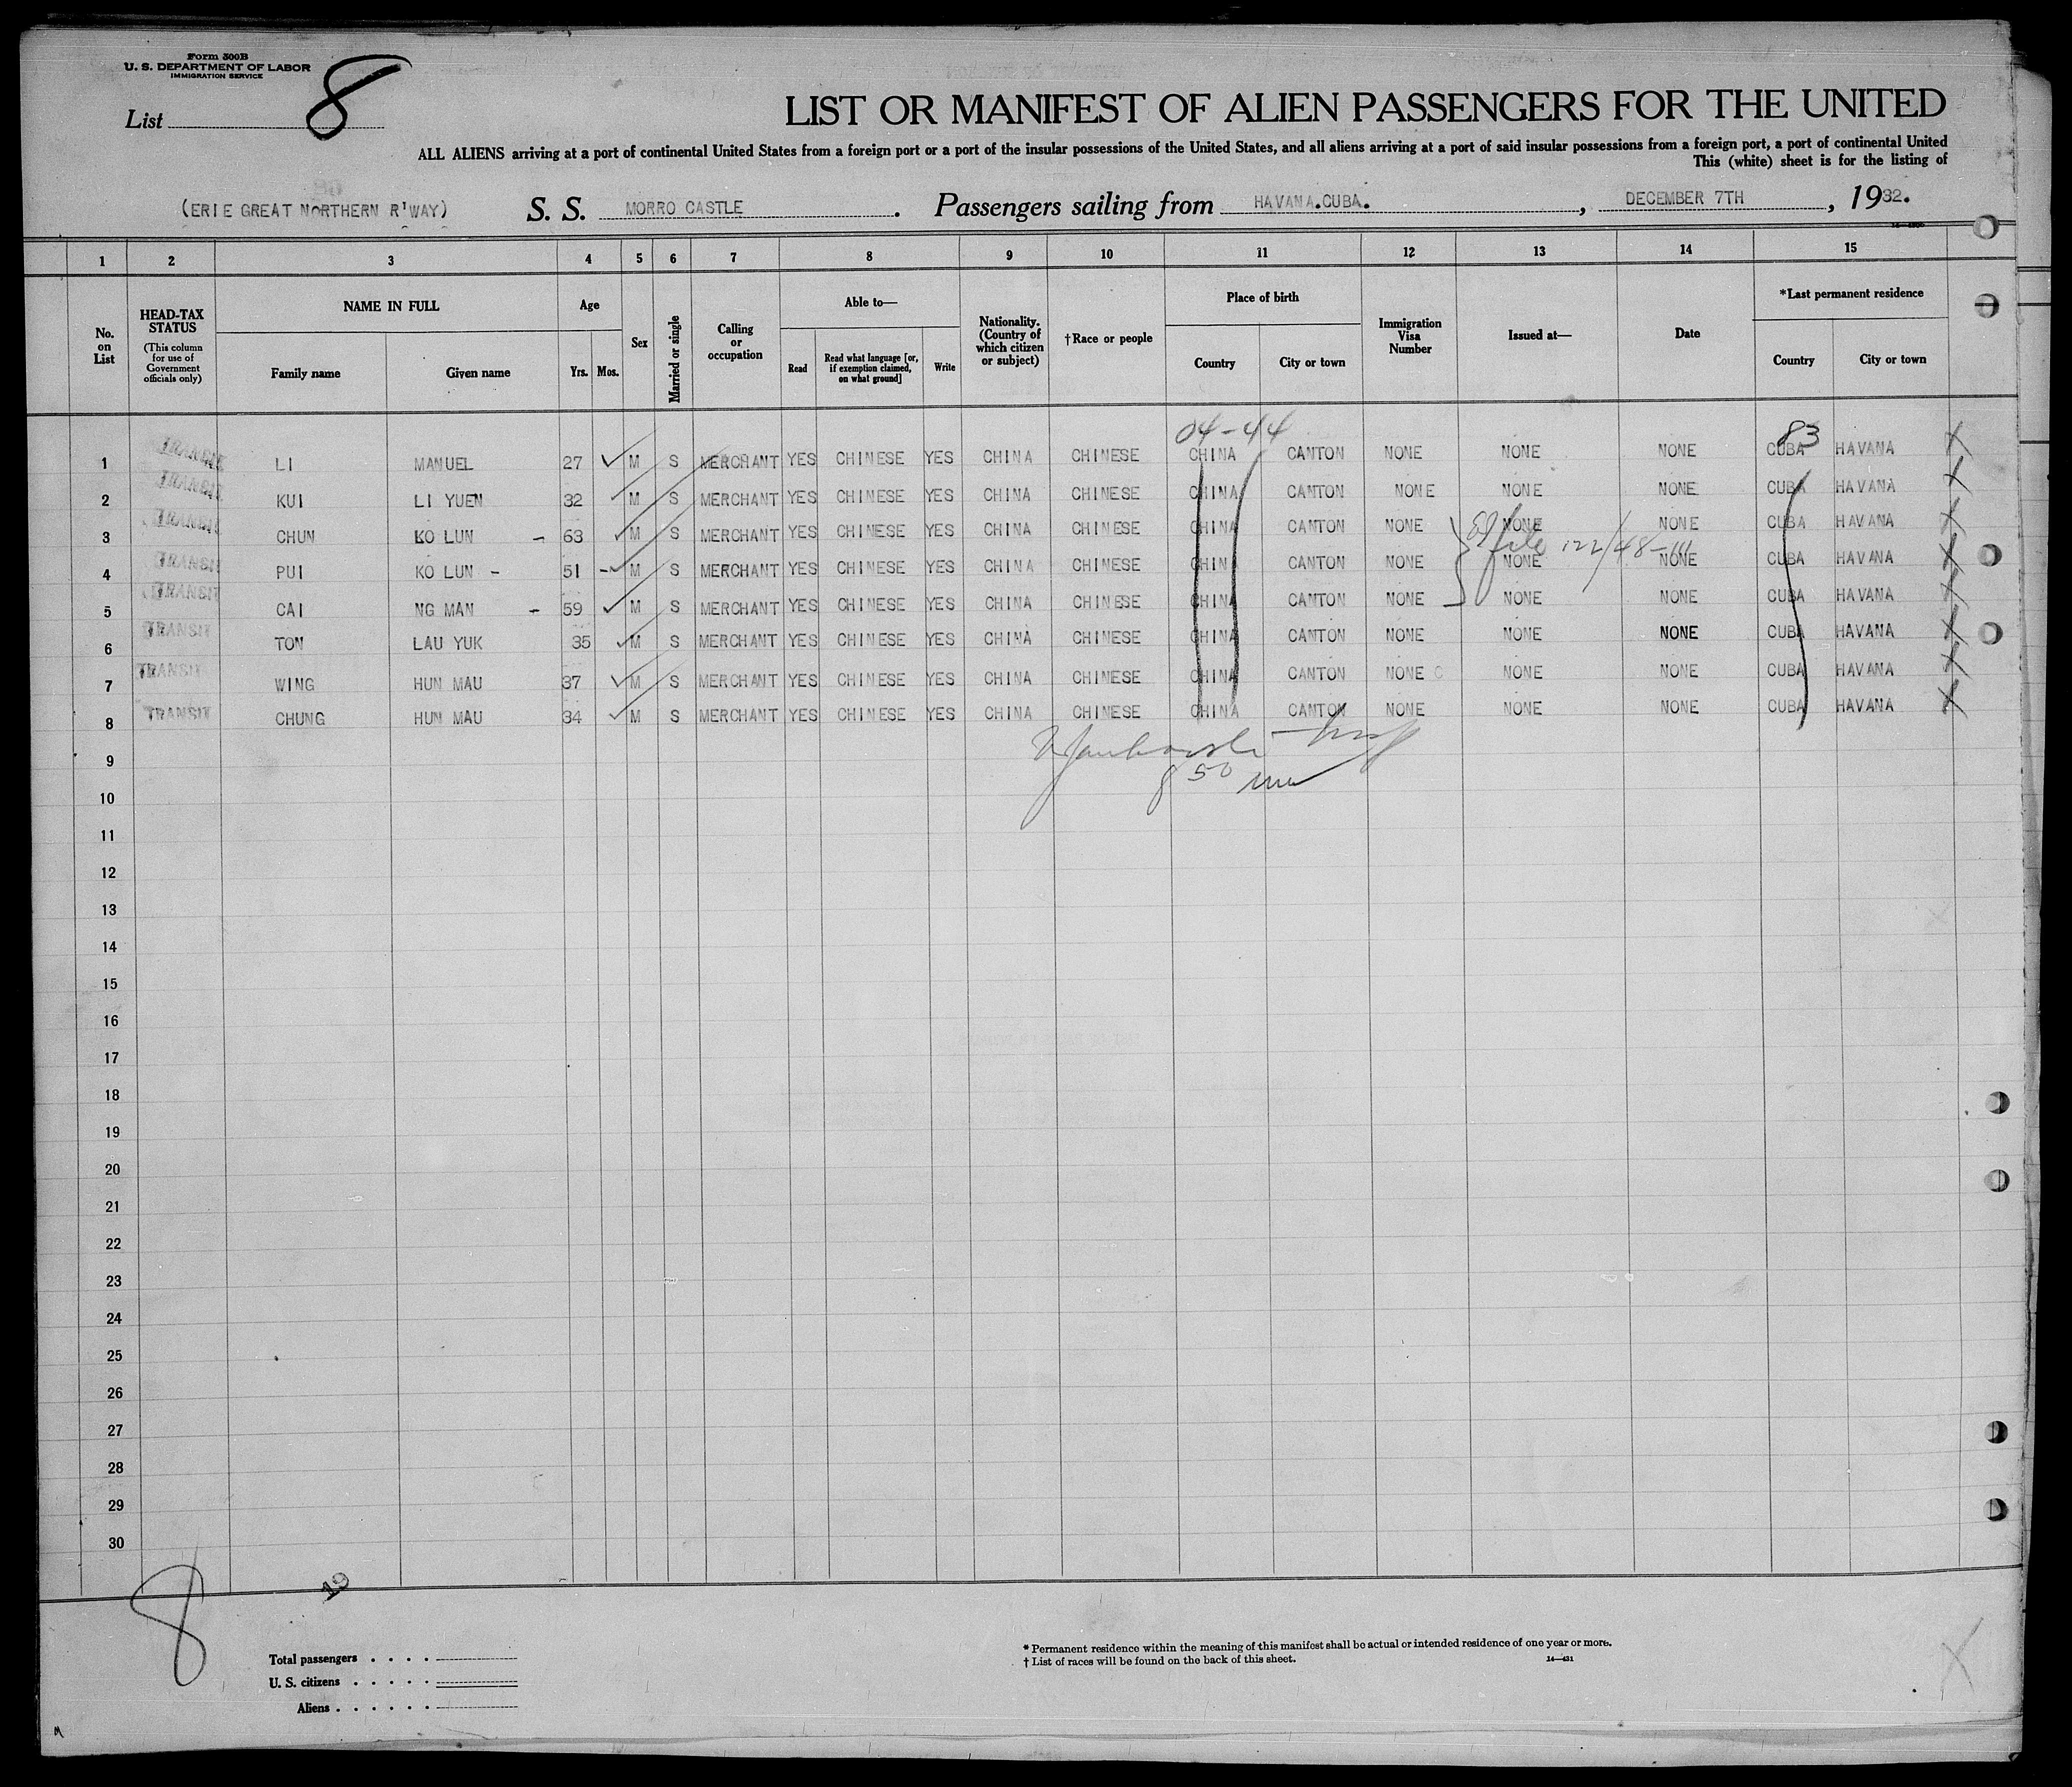 Form 500B
U. S. DEPARTMENT OF LABOR
IMMIGRATION SERVICE
List 8
LIST OR MANIFEST OF ALIEN PASSENGERS FOR THE UNITED
ALL ALIENS arriving at a port of continental United States from a foreign port or a port of the insular possessions of the United States, and all aliens arriving at a port of said insular possessions from a foreign port, a port of continental United
This (white) sheet is for the listing of
(ERIE GREAT NORTHERN R'WAY) S. S. MORRO CASTLE. Passengers sailing from HAVANA.CUBA., DECEMBER 7TH, 1932.
1 2 3 4 5 6 7 8 9 10 11 12 13 14 15
No. on List
HEAD-TAX STATUS (This column for use of Government officials only)
NAME IN FULL
Family name Given name
Age
Yrs. Mos.
Sex
Married or single
Calling or occupation
Able to—
Read Read what language [or, if exemption claimed, on what ground] Write
Nationality. (Country of which citizen or subject)
†Race or people
Place of birth
Country City or town
Immigration Visa Number
Issued at—
Date
*Last permanent residence
Country City or town
04-44 83
1 TRANSIT LI MANUEL 27 M S MERCHANT YES CHINESE YES CHINA CHINESE CHINA CANTON NONE NONE NONE CUBA HAVANA X
2 TRANSIT KUI LI YUEN 32 M S MERCHANT YES CHINESE YES CHINA CHINESE CHINA CANTON NONE NONE NONE CUBA HAVANA X
3 TRANSIT CHUN KO LUN - 63 M S MERCHANT YES CHINESE YES CHINA CHINESE CHINA CANTON NONE NONE NONE CUBA HAVANA X
file 122/48-
4 TRANSIT PUI KO LUN - 51 - M S MERCHANT YES CHINESE YES CHINA CHINESE CHINA CANTON NONE NONE NONE CUBA HAVANA X
5 TRANSIT CAI NG MAN - 59 M S MERCHANT YES CHINESE YES CHINA CHINESE CHINA CANTON NONE NONE NONE CUBA HAVANA X
6 TRANSIT TON LAU YUK 35 M S MERCHANT YES CHINESE YES CHINA CHINESE CHINA CANTON NONE NONE NONE CUBA HAVANA X
7 TRANSIT WING HUN MAU 37 M S MERCHANT YES CHINESE YES CHINA CHINESE CHINA CANTON NONE NONE NONE CUBA HAVANA X
8 TRANSIT CHUNG HUN MAU 34 M S MERCHANT YES CHINESE YES CHINA CHINESE CHINA CANTON NONE NONE NONE CUBA HAVANA X
9
8 50
10
11
12
13
14
15
16
17
18
19
20
21
22
23
24
25
26
27
28
29
30
8 19
Total passengers
U. S. citizens
Aliens
* Permanent residence within the meaning of this manifest shall be actual or intended residence of one year or more.
† List of races will be found on the back of this sheet. 14—431
X